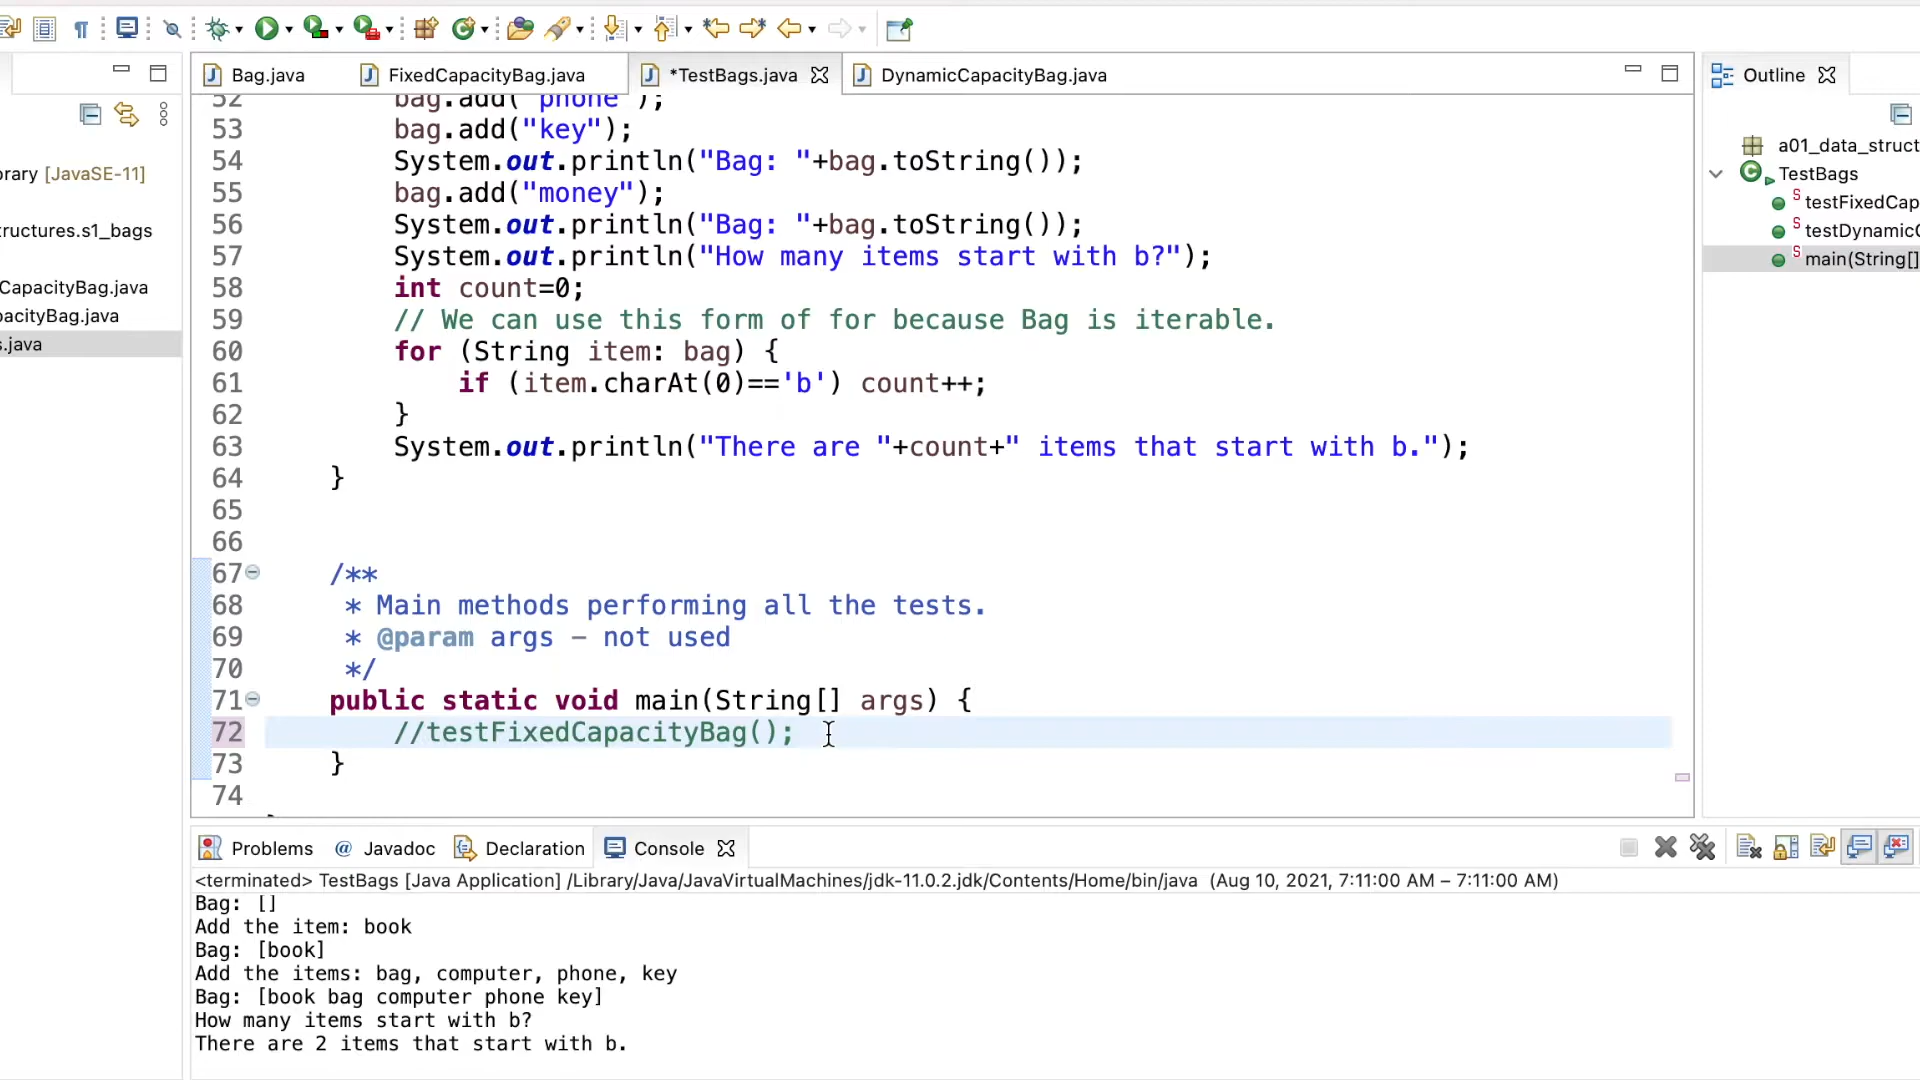 Bag.java
FixedCapacityBag.java
*TestBags.java
DynamicCapacityBag.java
Outline
rary [JavaSE-11]
ructures.s1_bags
CapacityBag.java
acityBag.java
s.java
52 bag.add("phone");
53 bag.add("key");
54 System.out.println("Bag: "+bag.toString());
55 bag.add("money");
56 System.out.println("Bag: "+bag.toString());
57 System.out.println("How many items start with b?");
58 int count=0;
59 // We can use this form of for because Bag is iterable.
60 for (String item: bag) {
61 if (item.charAt(0)=='b') count++;
62 }
63 System.out.println("There are "+count+" items that start with b.");
64 }
65
66
67 /**
68 * Main methods performing all the tests.
69 * @param args – not used
70 */
71 public static void main(String[] args) {
72 //testFixedCapacityBag();
73 }
74
a01_data_struct
TestBags
S testFixedCap
S testDynamicC
S main(String[]
Problems
@ Javadoc
Declaration
Console
<terminated> TestBags [Java Application] /Library/Java/JavaVirtualMachines/jdk-11.0.2.jdk/Contents/Home/bin/java (Aug 10, 2021, 7:11:00 AM – 7:11:00 AM)
Bag: []
Add the item: book
Bag: [book]
Add the items: bag, computer, phone, key
Bag: [book bag computer phone key]
How many items start with b?
There are 2 items that start with b.